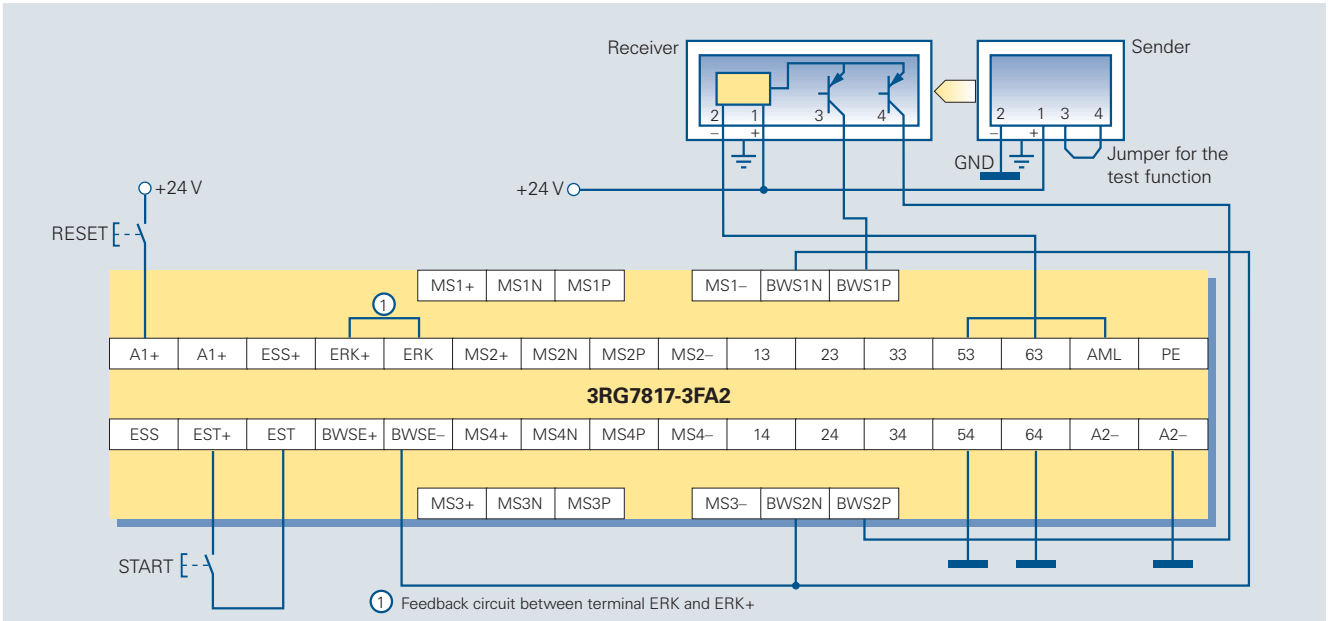 Receiver
Sender
2 1 3 4
– +
2 1 3 4
– +
GND
Jumper for the
test function
+24 V
+24 V
RESET
MS1+ MS1N MS1P MS1– BWS1N BWS1P
1
A1+ A1+ ESS+ ERK+ ERK MS2+ MS2N MS2P MS2– 13 23 33 53 63 AML PE
3RG7817-3FA2
ESS EST+ EST BWSE+ BWSE– MS4+ MS4N MS4P MS4– 14 24 34 54 64 A2– A2–
MS3+ MS3N MS3P MS3– BWS2N BWS2P
START
1 Feedback circuit between terminal ERK and ERK+